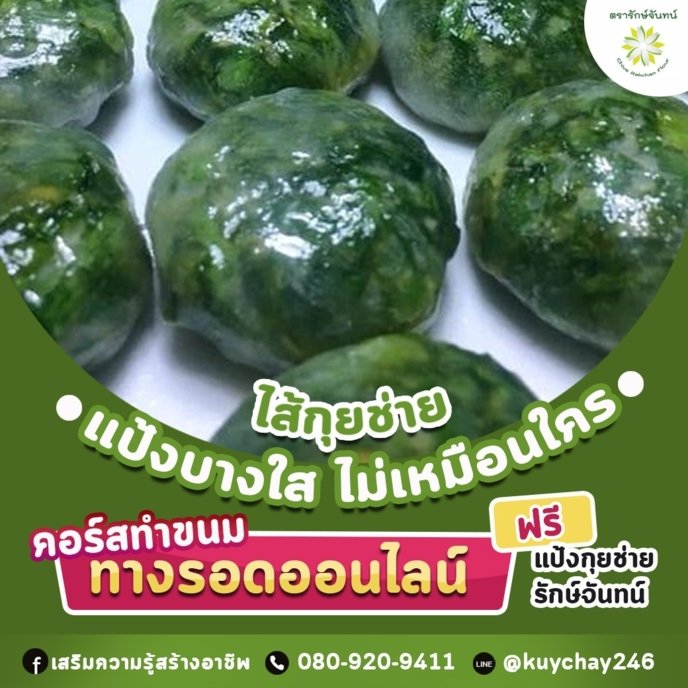 ตรารักษ์จันทน์
Chive Rakchan Flour
ไส้กุยช่าย
แป้งบางใส ไม่เหมือนใคร
คอร์สทำขนม
ทางรอดออนไลน์
ฟรี
แป้งกุยช่าย
รักษ์จันทน์
f เสริมความรู้สร้างอาชีพ
080-920-9411
LINE @kuychay246